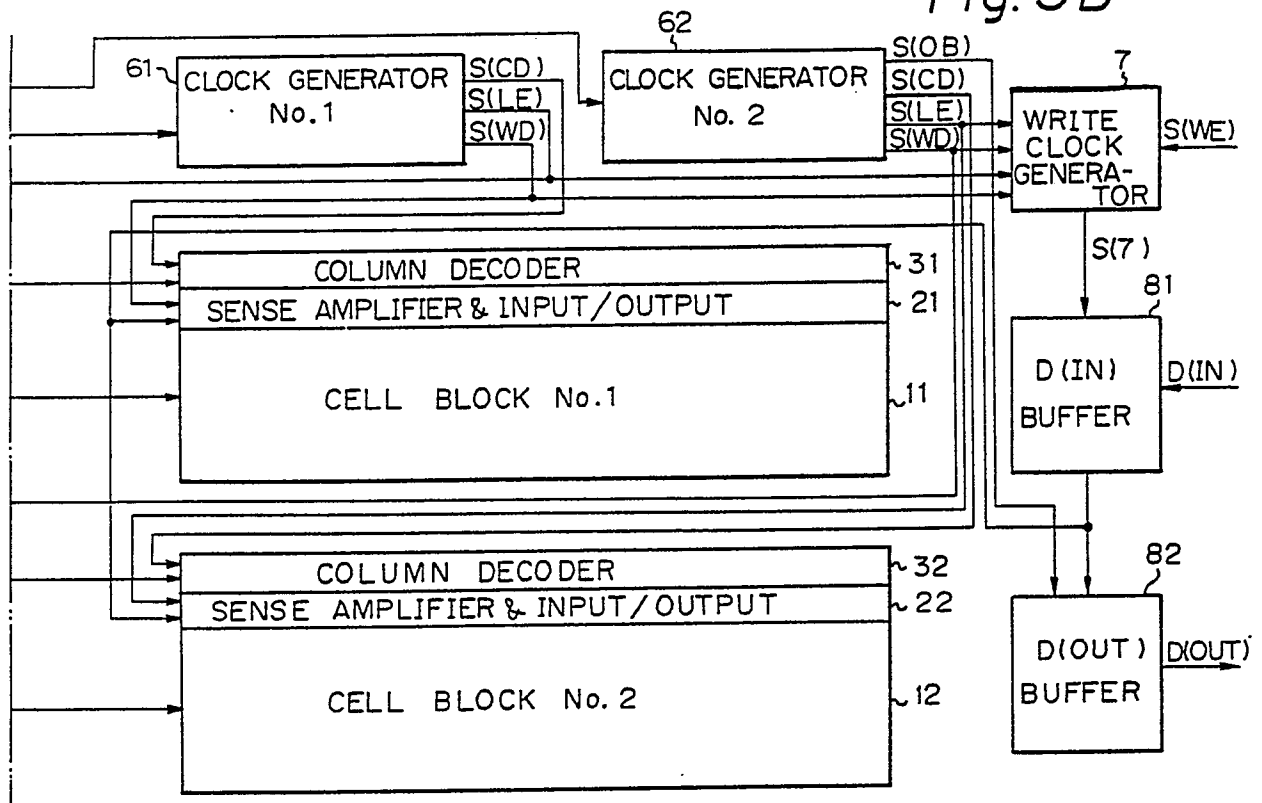 62
S(OB)
61
CLOCK GENERATOR
No.1
S(CD)
S(LE)
S(WD)
CLOCK GENERATOR
No. 2
S(CD)
S(LE)
S(WD)
7
WRITE
CLOCK
GENERA-
TOR
S(WE)
S(7)
COLUMN DECODER
31
SENSE AMPLIFIER & INPUT/OUTPUT
21
CELL BLOCK No.1
11
81
D(IN)
BUFFER
D(IN)
COLUMN DECODER
32
SENSE AMPLIFIER & INPUT/OUTPUT
22
CELL BLOCK No. 2
12
82
D(OUT)
BUFFER
D(OUT)